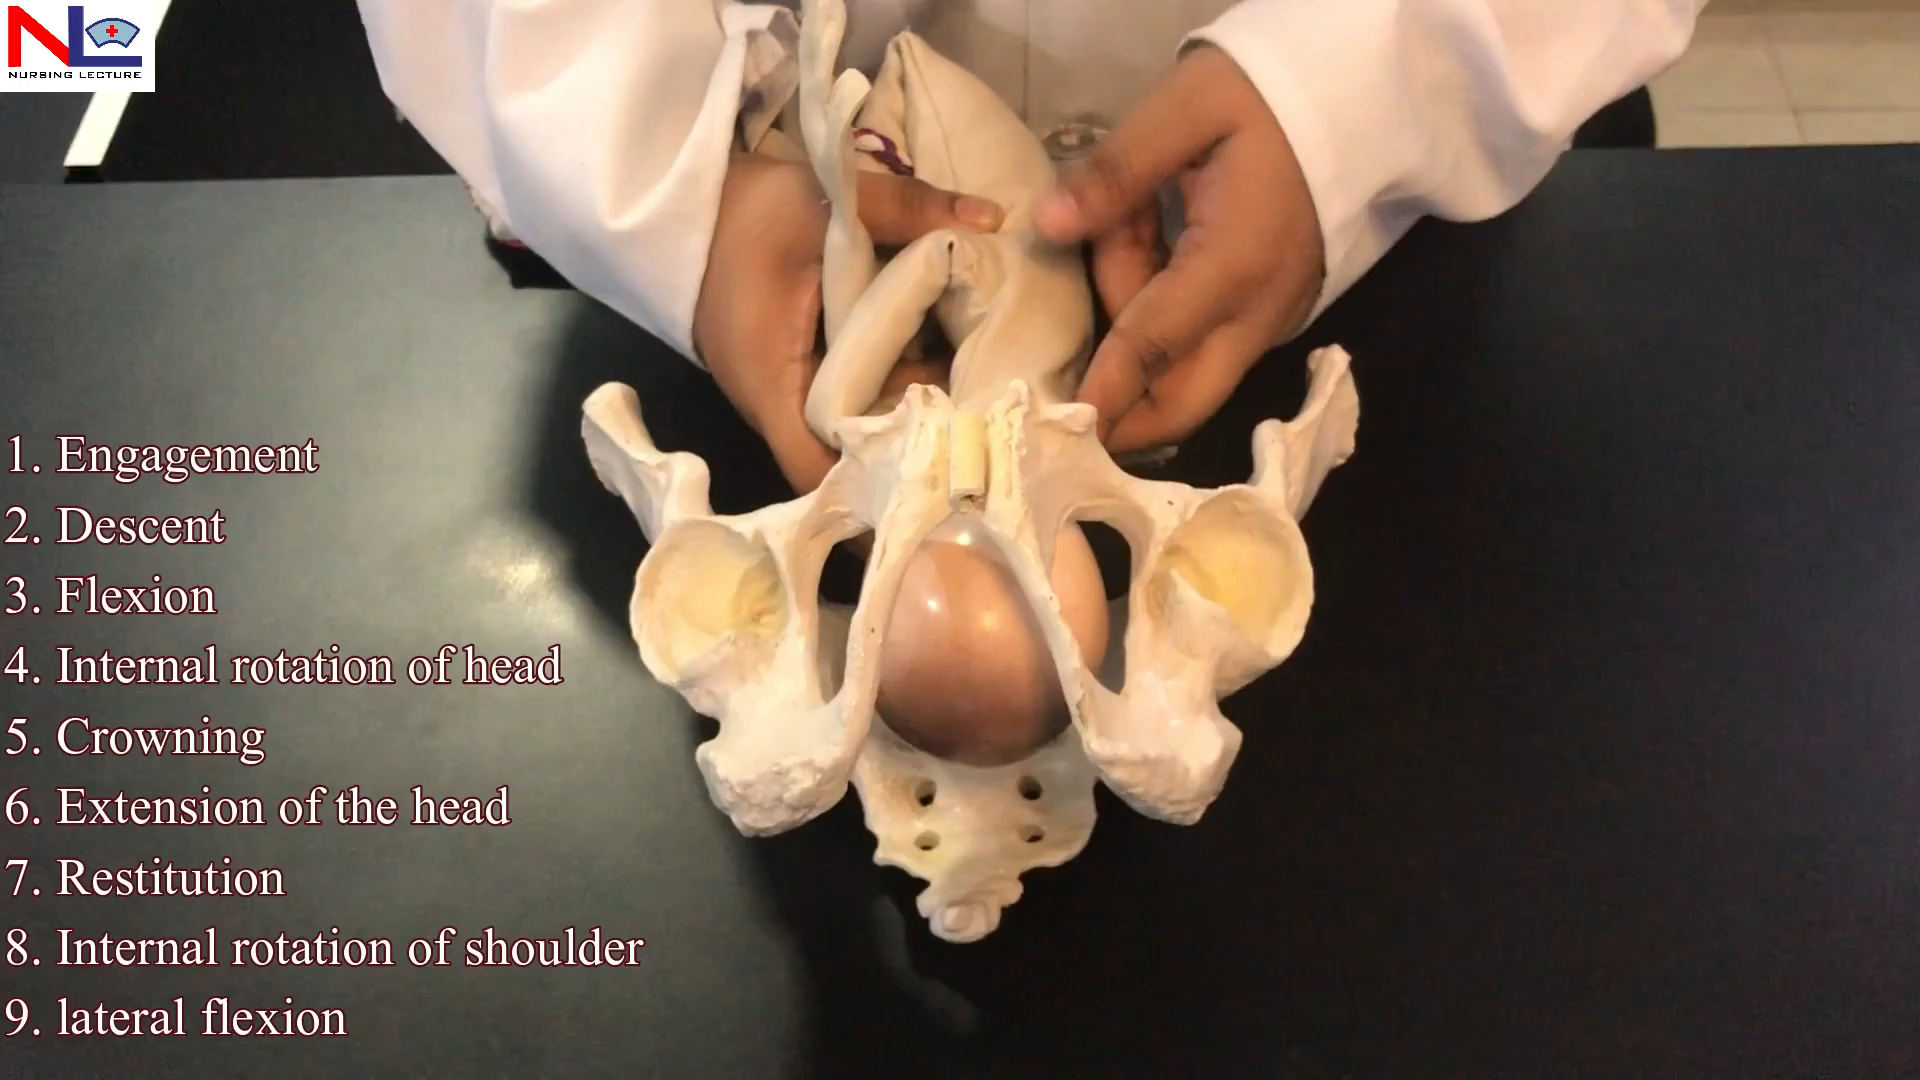 NL
NURSING LECTURE
1. Engagement
2. Descent
3. Flexion
4. Internal rotation of head
5. Crowning
6. Extension of the head
7. Restitution
8. Internal rotation of shoulder
9. lateral flexion